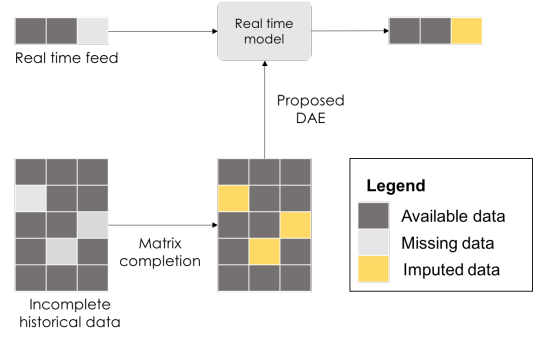 Real time feed
Real time
model
Proposed
DAE
Matrix
completion
Incomplete
historical data
Legend
Available data
Missing data
Imputed data